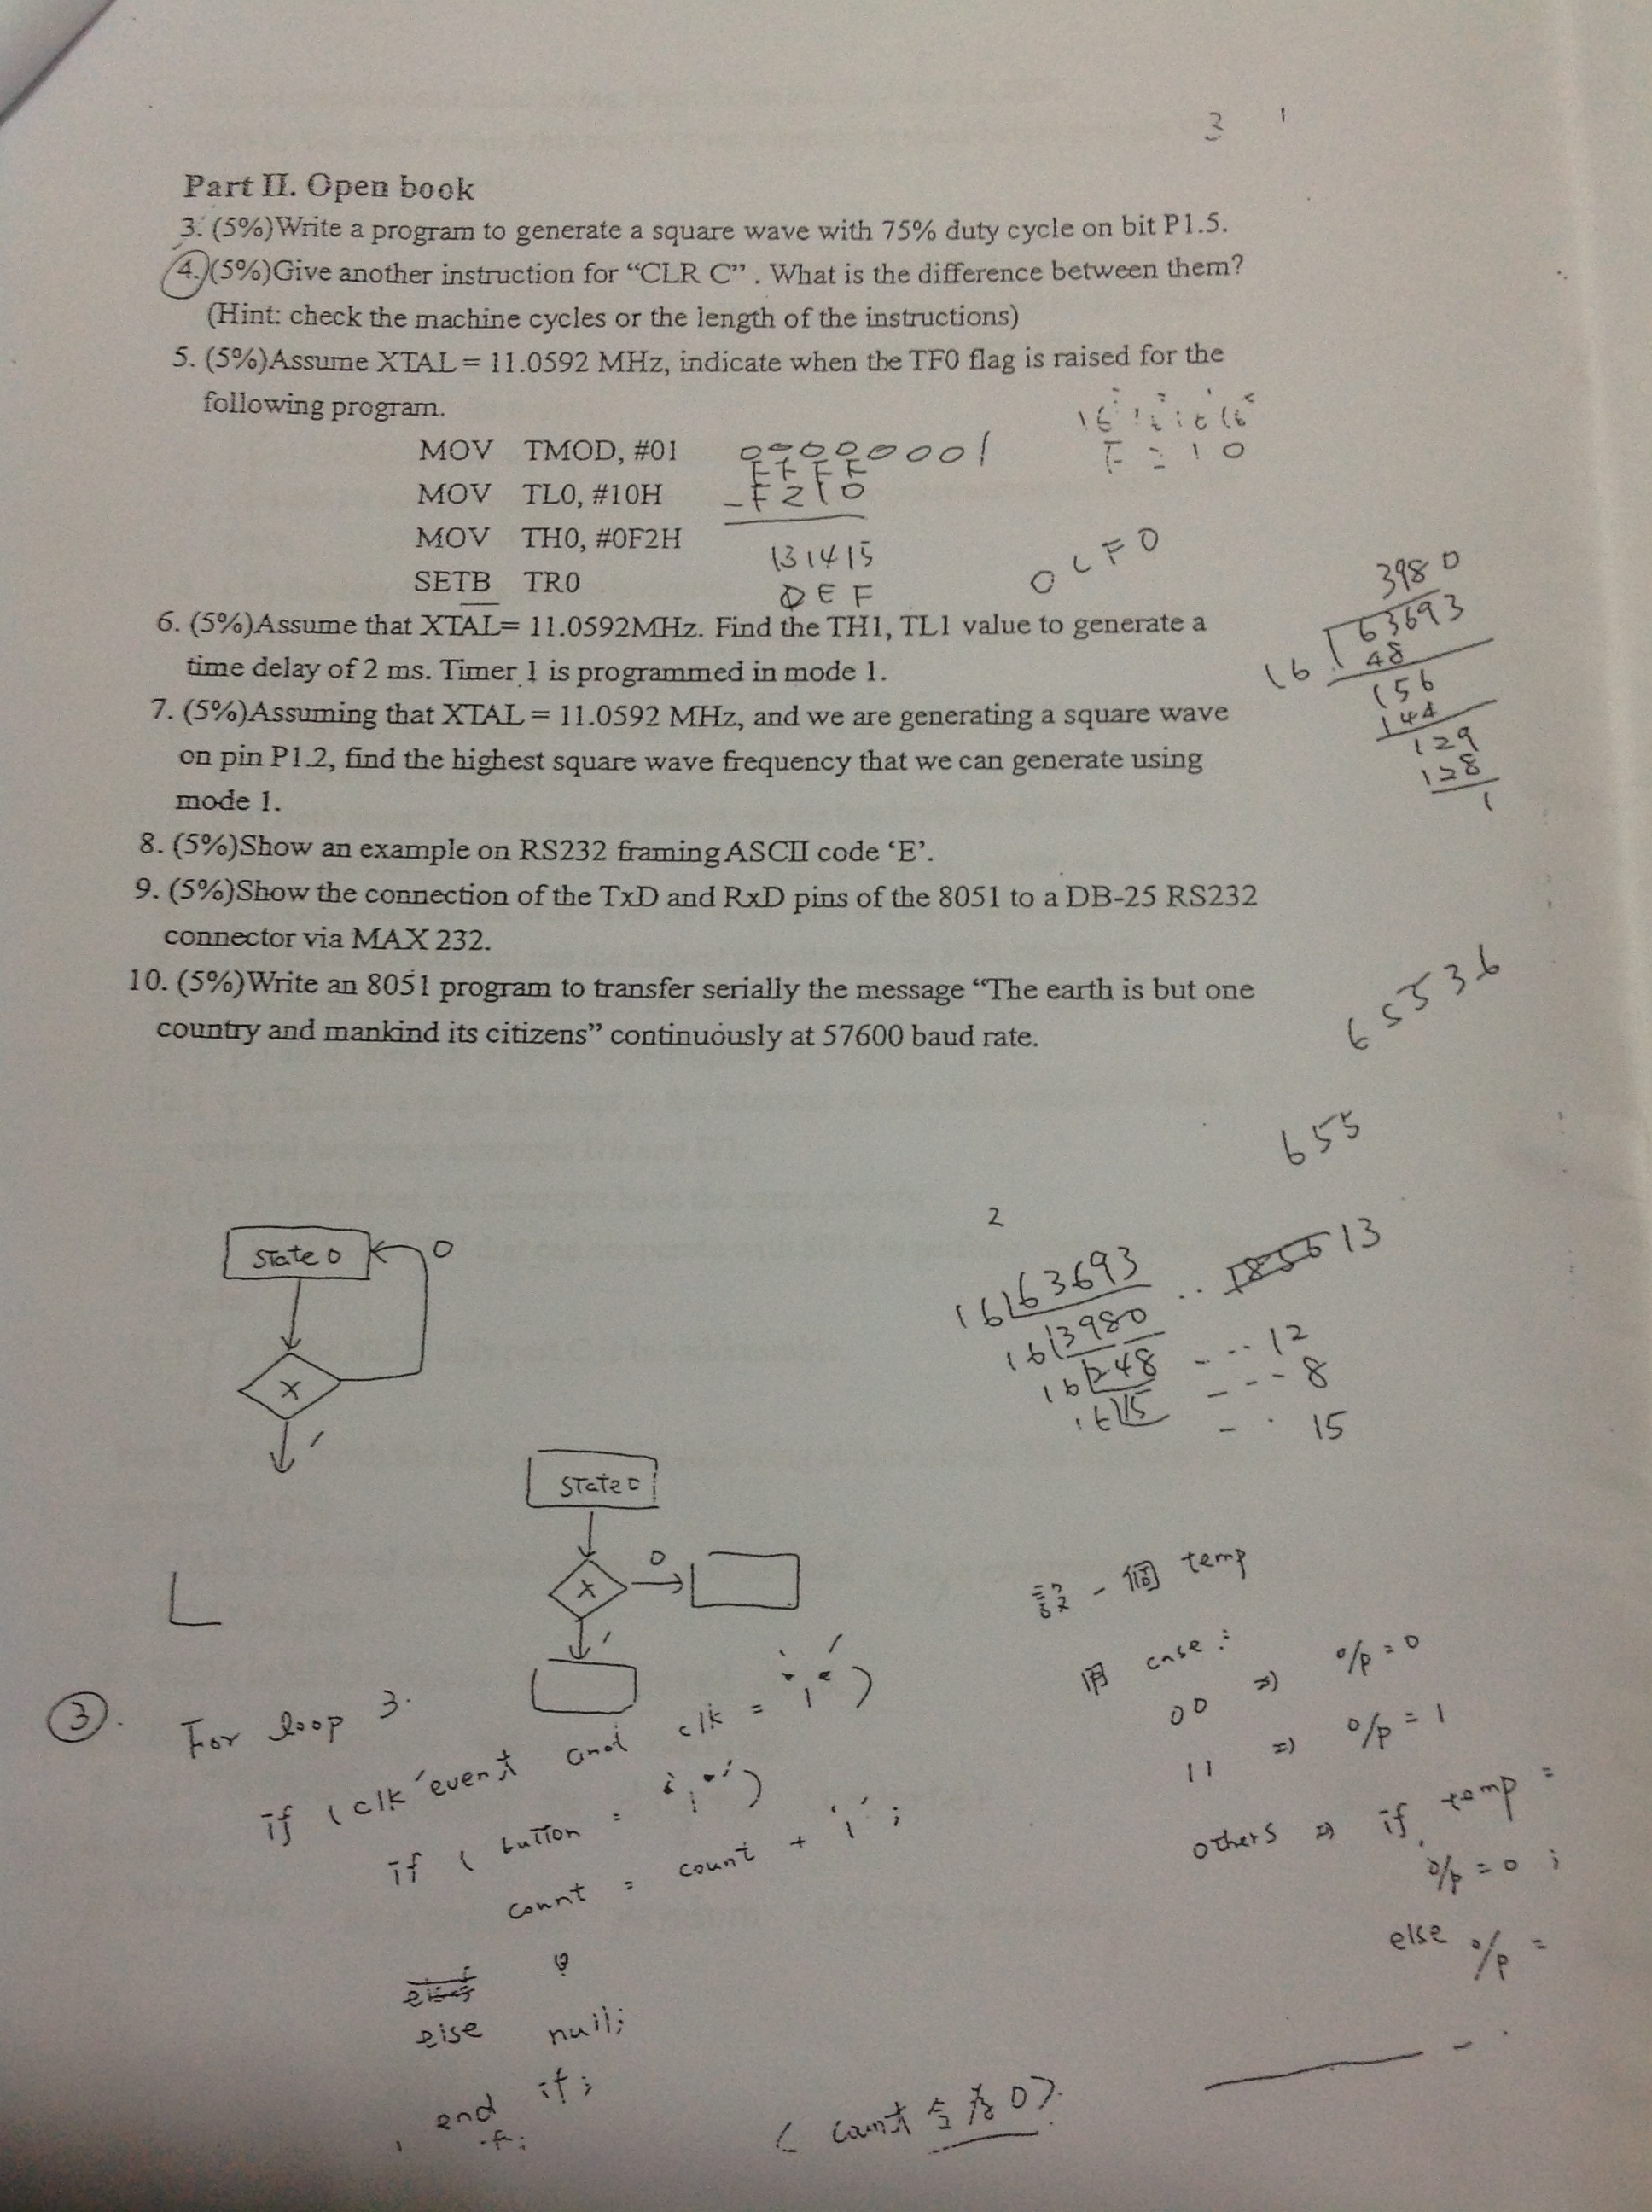 3 1
Part II. Open book
3. (5%)Write a program to generate a square wave with 75% duty cycle on bit P1.5.
4.(5%)Give another instruction for “CLR C” . What is the difference between them?
(Hint: check the machine cycles or the length of the instructions)
5. (5%)Assume XTAL = 11.0592 MHz, indicate when the TF0 flag is raised for the
following program.
MOV TMOD, #01 00000001
FFFF
MOV TL0, #10H - F210
MOV TH0, #0F2H
131415
SETB TR0
DEF
F = 10
0CF0
6. (5%)Assume that XTAL= 11.0592MHz. Find the TH1, TL1 value to generate a
time delay of 2 ms. Timer 1 is programmed in mode 1.
7. (5%)Assuming that XTAL = 11.0592 MHz, and we are generating a square wave
on pin P1.2, find the highest square wave frequency that we can generate using
mode 1.
3980
16 63693
48
156
144
129
128
1
8. (5%)Show an example on RS232 framing ASCII code ‘E’.
9. (5%)Show the connection of the TxD and RxD pins of the 8051 to a DB-25 RS232
connector via MAX 232.
10. (5%)Write an 8051 program to transfer serially the message “The earth is but one
country and mankind its citizens” continuously at 57600 baud rate.
65536
655
2
16 63693 .. 13
16 3980 - -- 12
16 248 - - - 8
16 15 - . 15
State 0 0
X
1
State 0
X 0
1
設一個 temp
用 case :
00 => o/p = 0
11 => o/p = 1
others => if temp =
o/p = 0 ;
else o/p =
③. For loop 3.
if ( clk'event and clk = '1' )
if ( button = '1' )
count = count + '1' ;
else null;
end if;
( count 全為 0 ).